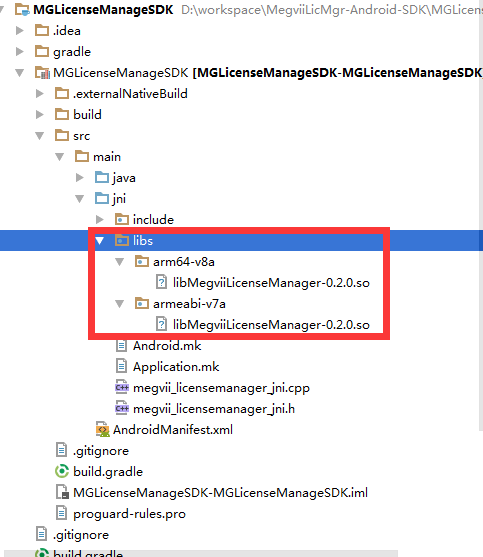 MGLicenseManageSDK D:\workspace\MegviiLicMgr-Android-SDK\MGLicen
.idea
gradle
MGLicenseManageSDK [MGLicenseManageSDK-MGLicenseManageSDK
.externalNativeBuild
build
src
main
java
jni
include
libs
arm64-v8a
libMegviiLicenseManager-0.2.0.so
armeabi-v7a
libMegviiLicenseManager-0.2.0.so
Android.mk
Application.mk
megvii_licensemanager_jni.cpp
megvii_licensemanager_jni.h
AndroidManifest.xml
.gitignore
build.gradle
MGLicenseManageSDK-MGLicenseManageSDK.iml
proguard-rules.pro
.gitignore
build.gradle